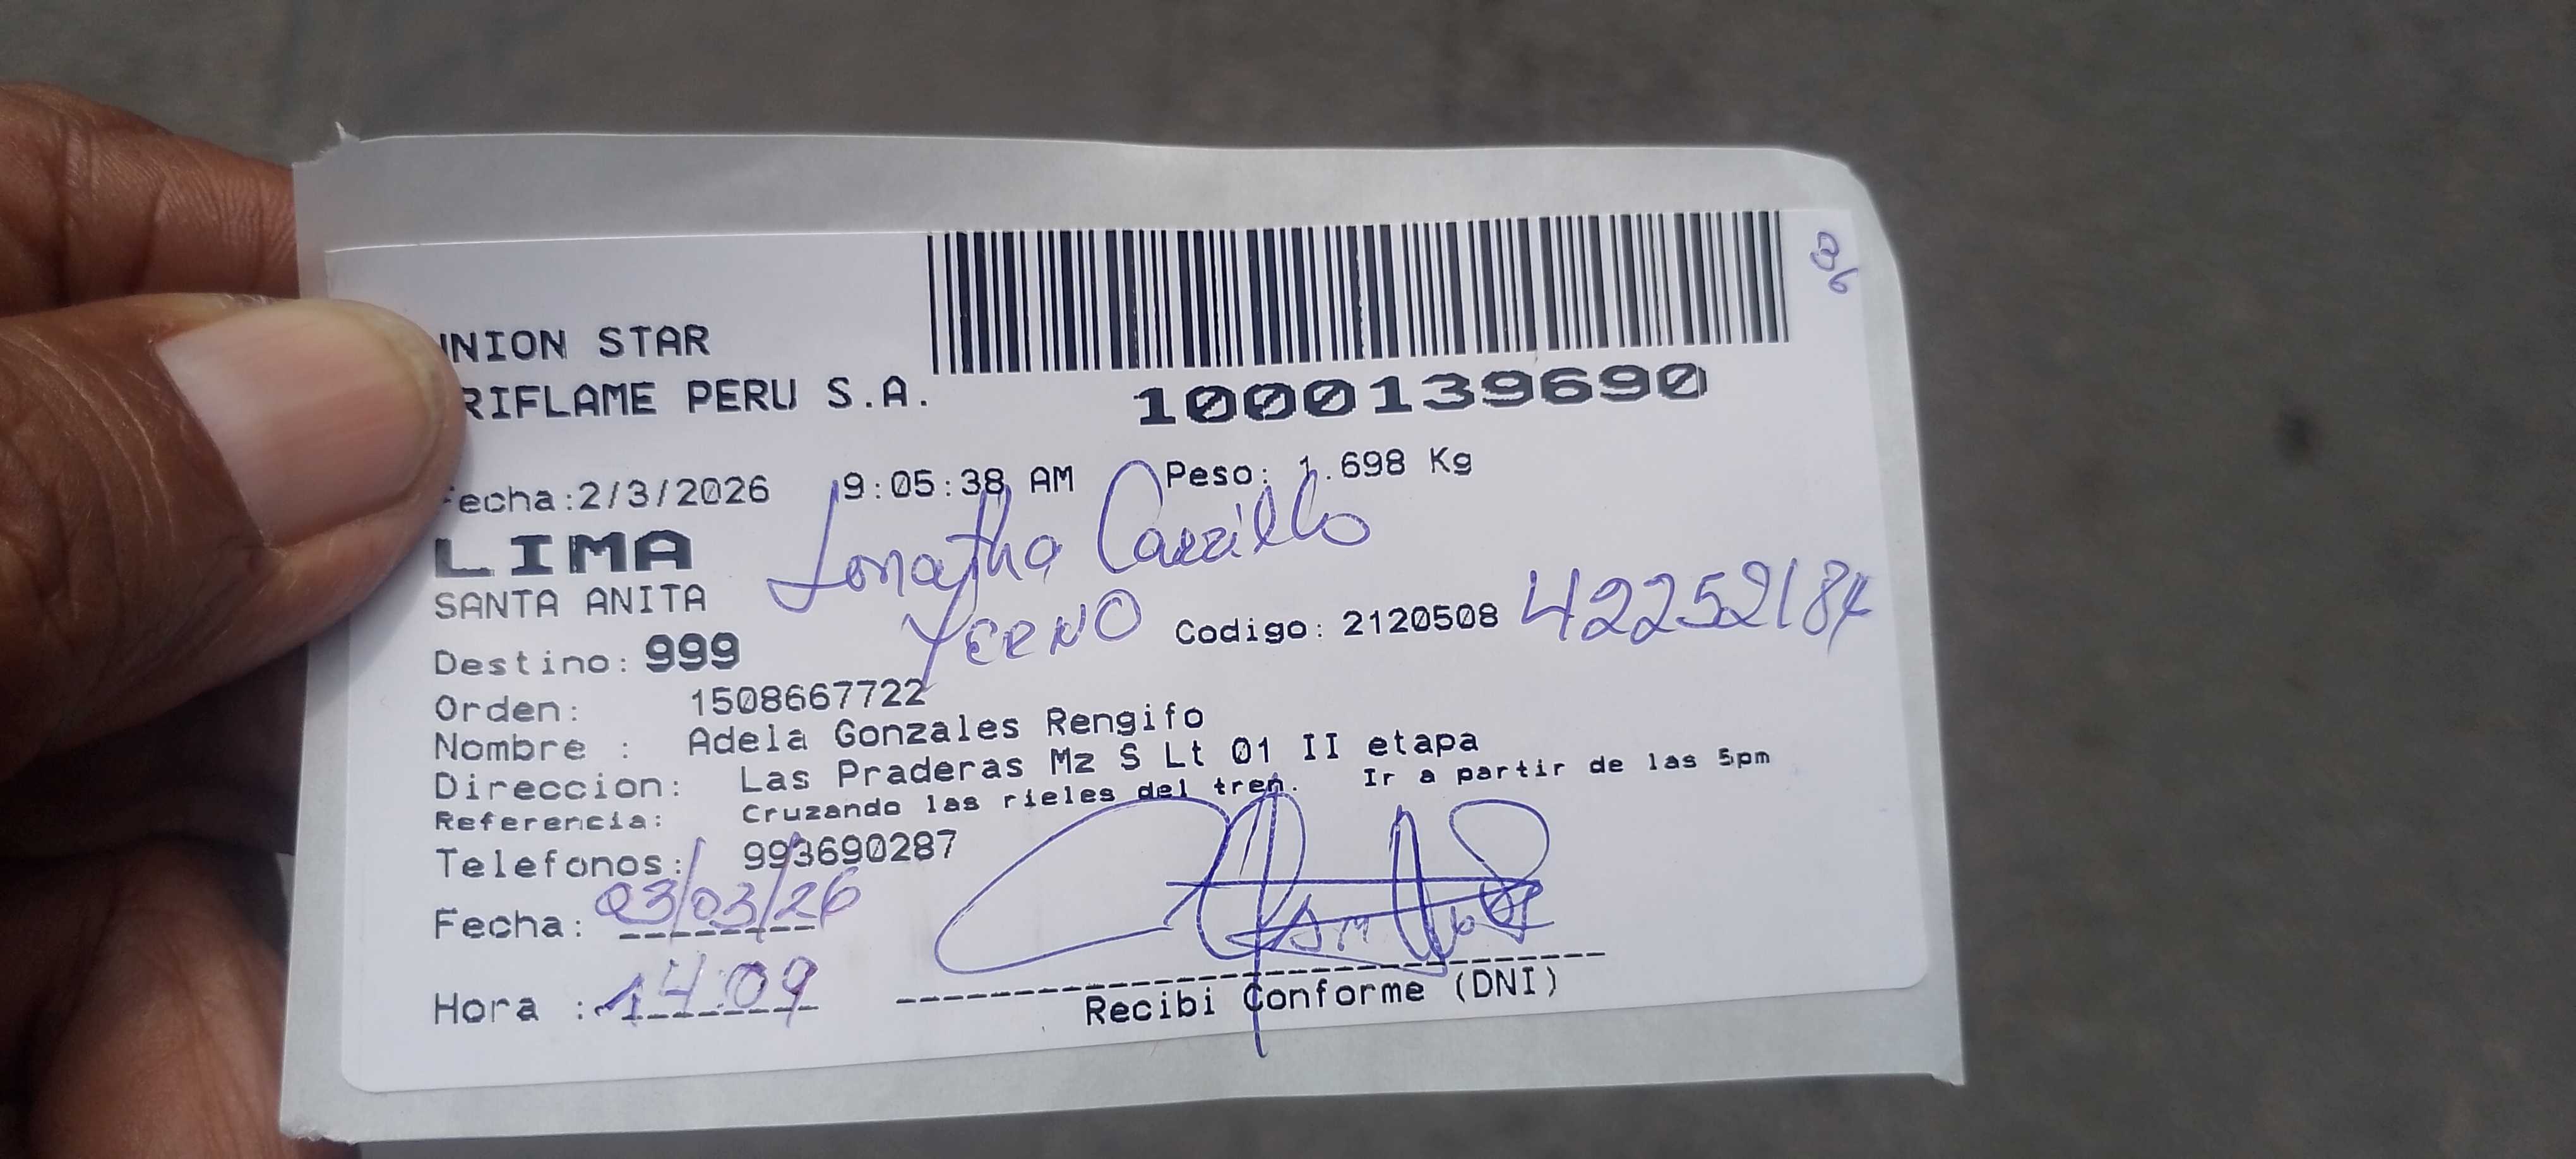 UNION STAR
ORIFLAME PERU S.A.
1000139690
Fecha:2/3/2026 9:05:38 AM Peso: 1.698 Kg
LIMA
Carrillo
SANTA ANITA
YERNO Codigo: 2120508 42252184
Destino: 999
Orden: 1508667722
Nombre : Adela Gonzales Rengifo
Direccion: Las Praderas Mz S Lt 01 II etapa
Referencia: Cruzando las rieles del tren. Ir a partir de las 5pm
Telefonos: 993690287
Fecha: 03/03/26
Hora : 14:09
Recibi Conforme (DNI)